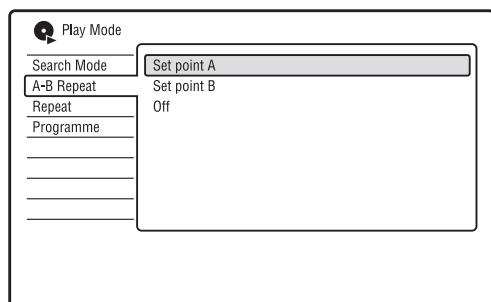 Play Mode
Search Mode
A-B Repeat
Repeat
Programme
Set point A
Set point B
Off